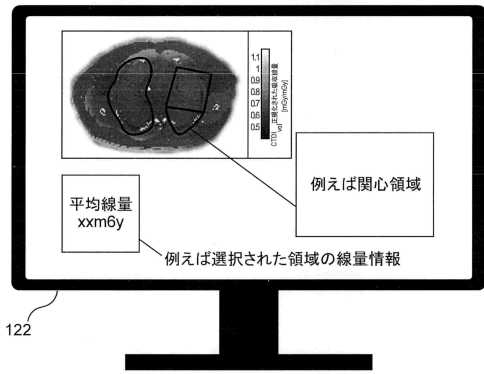 1.1
1
0.9
0.8
0.7
0.6
0.5
CTDI_vol 正規化された吸収線量
[mGy/mGy]
例えば関心領域
平均線量
xxm6y
例えば選択された領域の線量情報
122